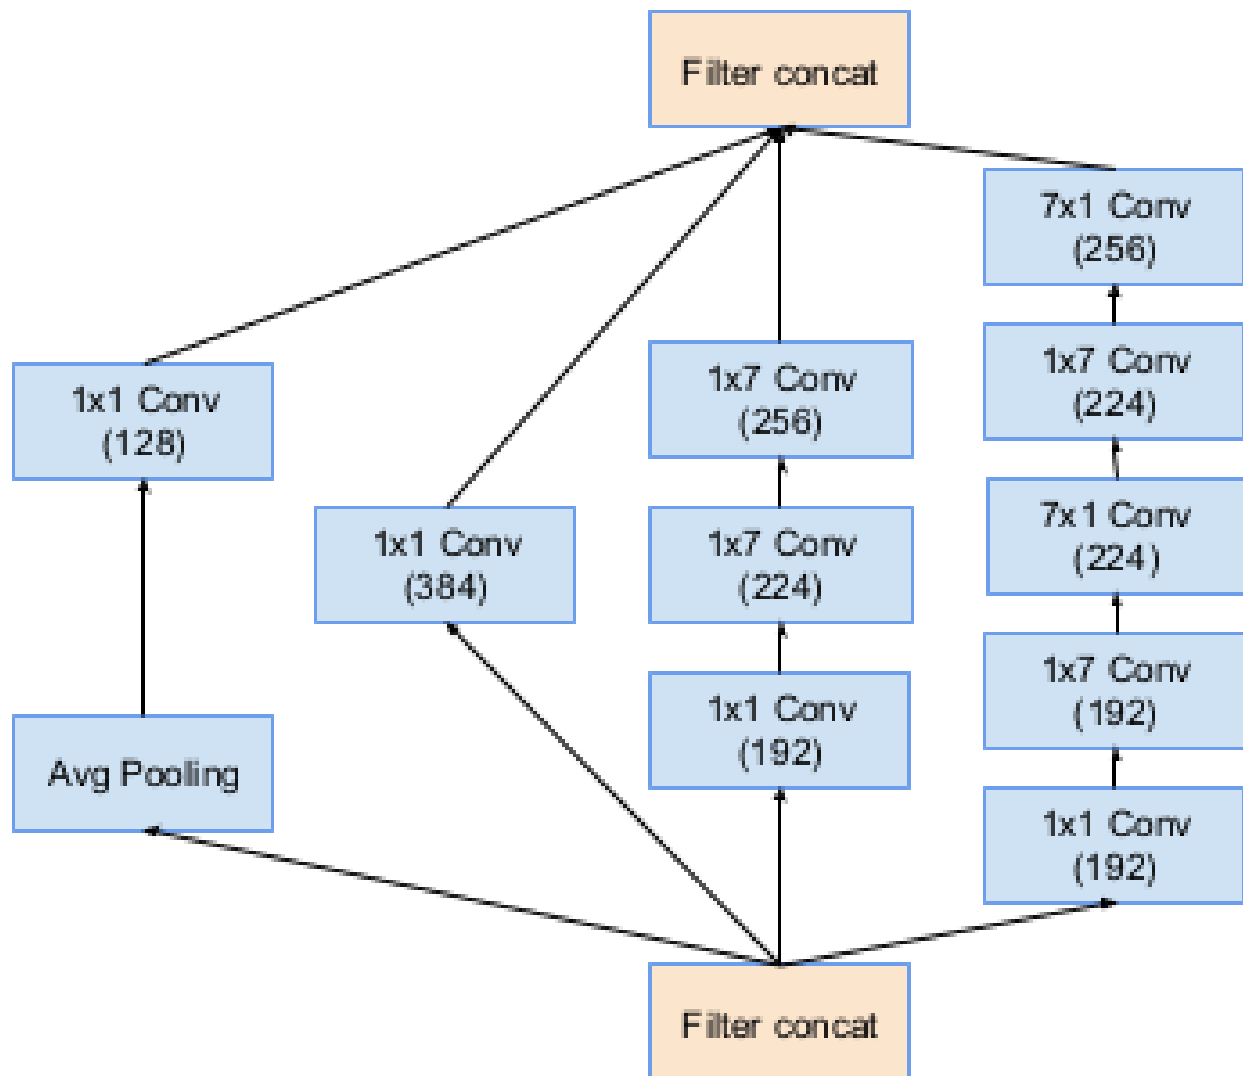 Filter concat
7x1 Conv
(256)
1x7 Conv
(224)
1x1 Conv
(128)
1x7 Conv
(256)
7x1 Conv
(224)
1x1 Conv
(384)
1x7 Conv
(224)
1x7 Conv
(192)
1x1 Conv
(192)
Avg Pooling
1x1 Conv
(192)
Filter concat